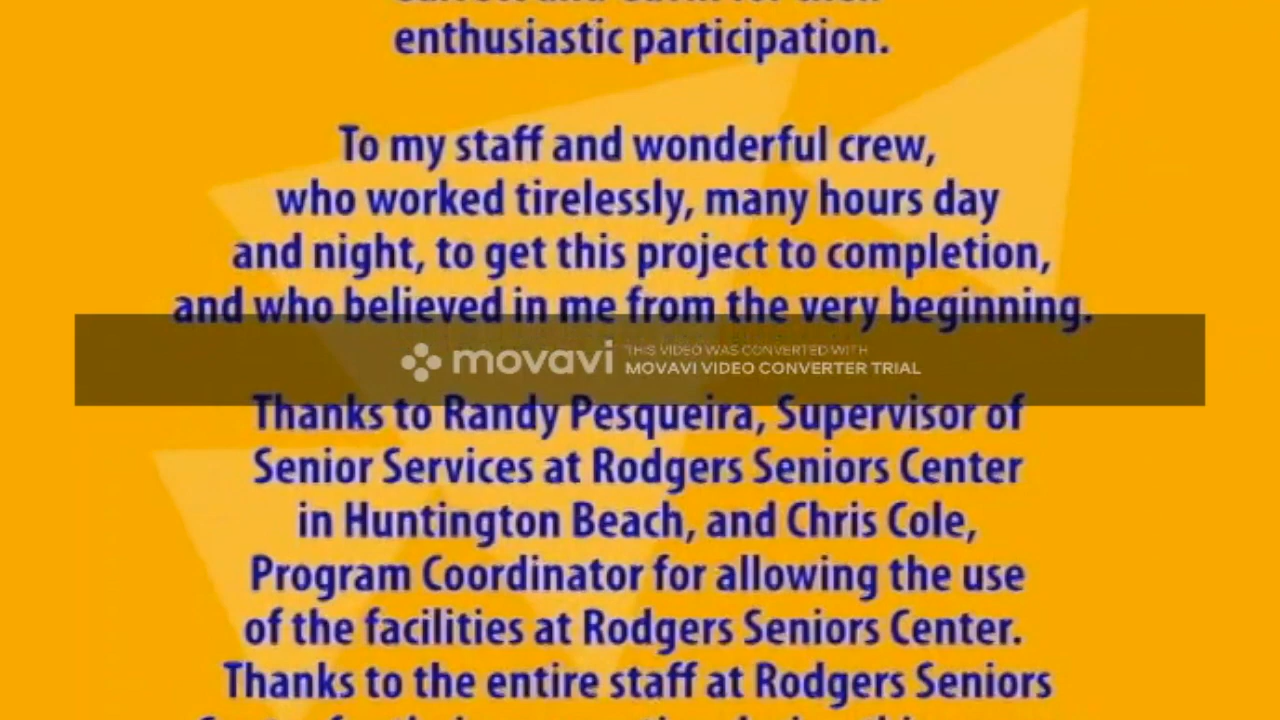 enthusiastic participation.
To my staff and wonderful crew,
who worked tirelessly, many hours day
and night, to get this project to completion,
and who believed in me from the very beginning.
movavi THIS VIDEO WAS CONVERTED WITH
MOVAVI VIDEO CONVERTER TRIAL
Thanks to Randy Pesqueira, Supervisor of
Senior Services at Rodgers Seniors Center
in Huntington Beach, and Chris Cole,
Program Coordinator for allowing the use
of the facilities at Rodgers Seniors Center.
Thanks to the entire staff at Rodgers Seniors